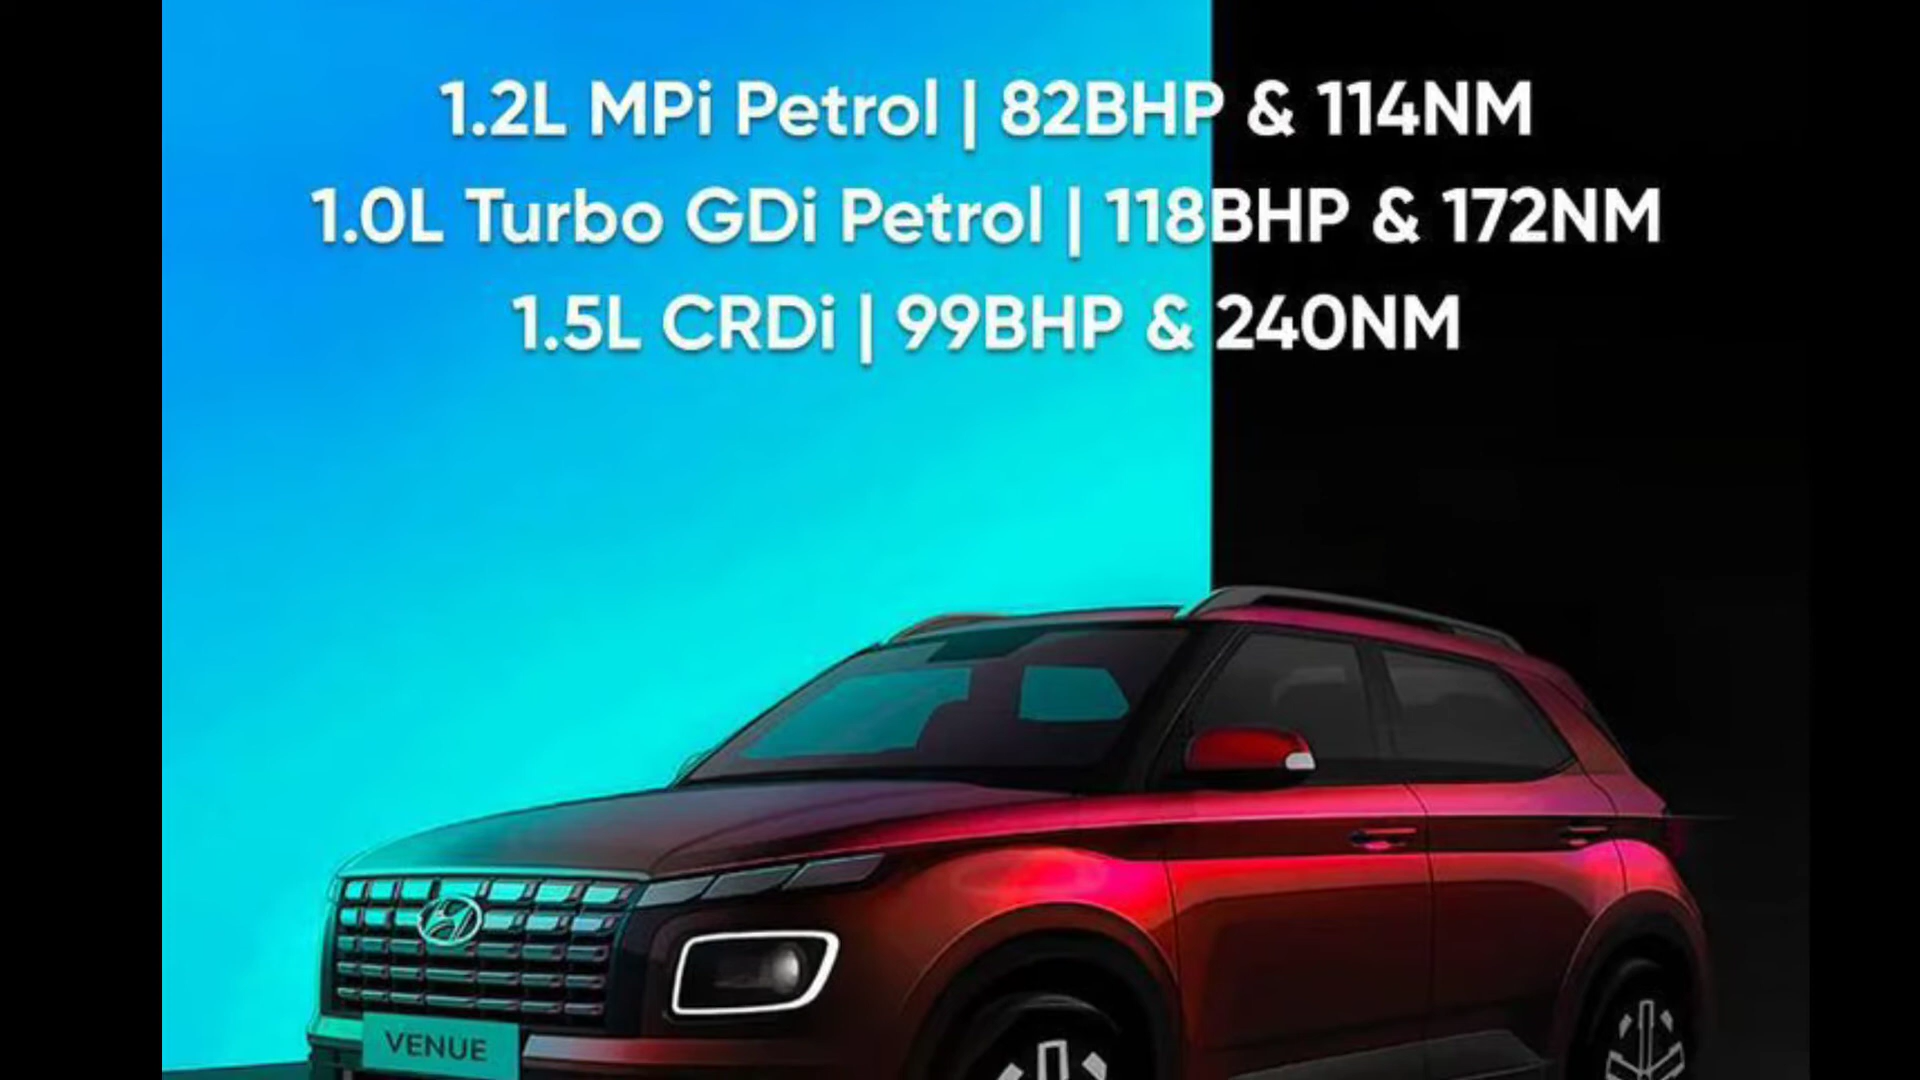 1.2L MPi Petrol | 82BHP & 114NM
1.0L Turbo GDi Petrol | 118BHP & 172NM
1.5L CRDi | 99BHP & 240NM
VENUE